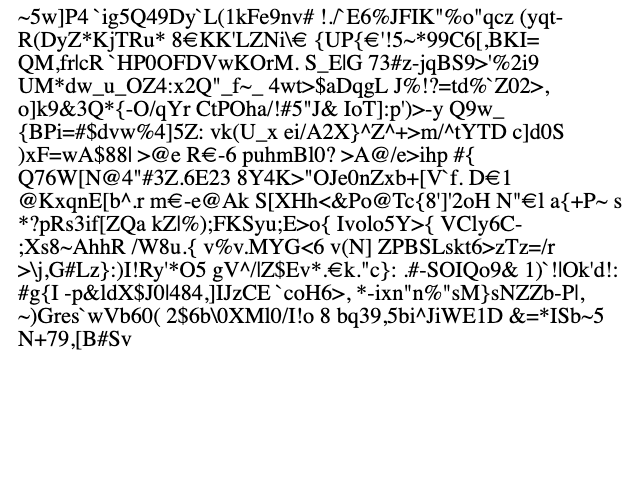 ~5w]P4 `ig5Q49Dy`L(1kFe9nv# !./`E6%JFIK"%o"qcz (yqt-
R(DyZ*KjTRu* 8€KK'LZNi\€ {UP{€'!5~*99C6[,BKI=
QM,fr|cR `HP0OFDVwKOrM. S_E|G 73#z-jqBS9>'%2i9
UM*dw_u_OZ4:x2Q"_f~_ 4wt>$aDqgL J%!?=td%`Z02>,
o]k9&3Q*{-O/qYr CtPOha/!#5"J& IoT]:p')>-y Q9w_
{BPi=#$dvw%4]5Z: vk(U_x ei/A2X}^Z^+>m/^tYTD c]d0S
)xF=wA$88| >@e R€-6 puhmBl0? >A@/e>ihp #{
Q76W[N@4"#3Z.6E23 8Y4K>"OJe0nZxb+[V`f. D€1
@KxqnE[b^.r m€-e@Ak S[XHh<&Po@Tc{8']'2oH N"€l a{+P~ s
*?pRs3if[ZQa kZ|%);FKSyu;E>o{ Ivolo5Y>{ VCly6C-
;Xs8~AhhR /W8u.{ v%v.MYG<6 v(N] ZPBSLskt6>zTz=/r
>\j,G#Lz}:)I!Ry'*O5 gV^/|Z$Ev*.€k."c}: .#-SOIQo9& 1)`!|Ok'd!:
#g{I -p&ldX$J0|484,]IJzCE `coH6>, *-ixn"n%"sM}sNZZb-P|,
~)Gres`wVb60( 2$6b\0XMl0/I!o 8 bq39,5bi^JiWE1D &=*ISb~5
N+79,[B#Sv